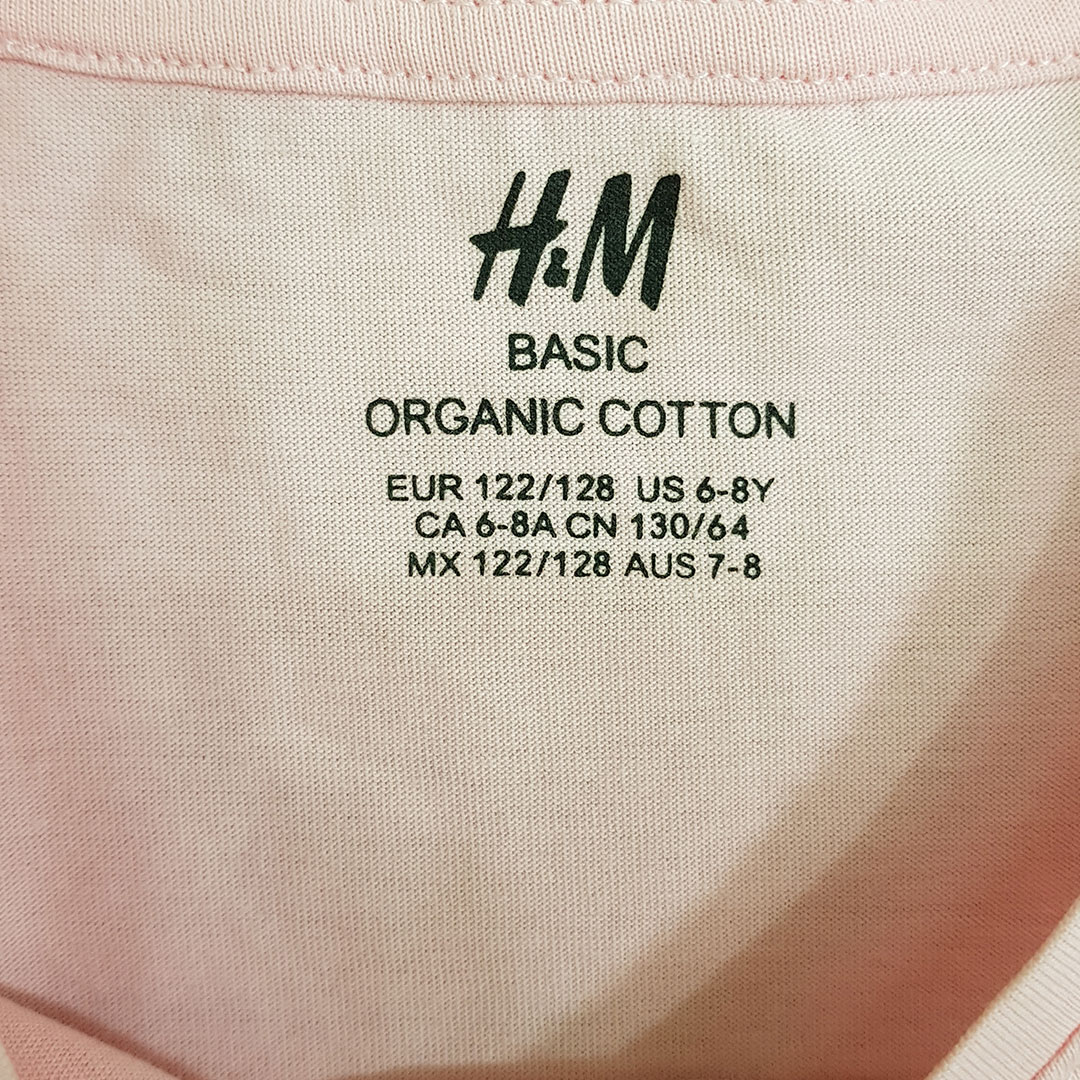 H&M
BASIC
ORGANIC COTTON
EUR 122/128 US 6-8Y
CA 6-8A CN 130/64
MX 122/128 AUS 7-8